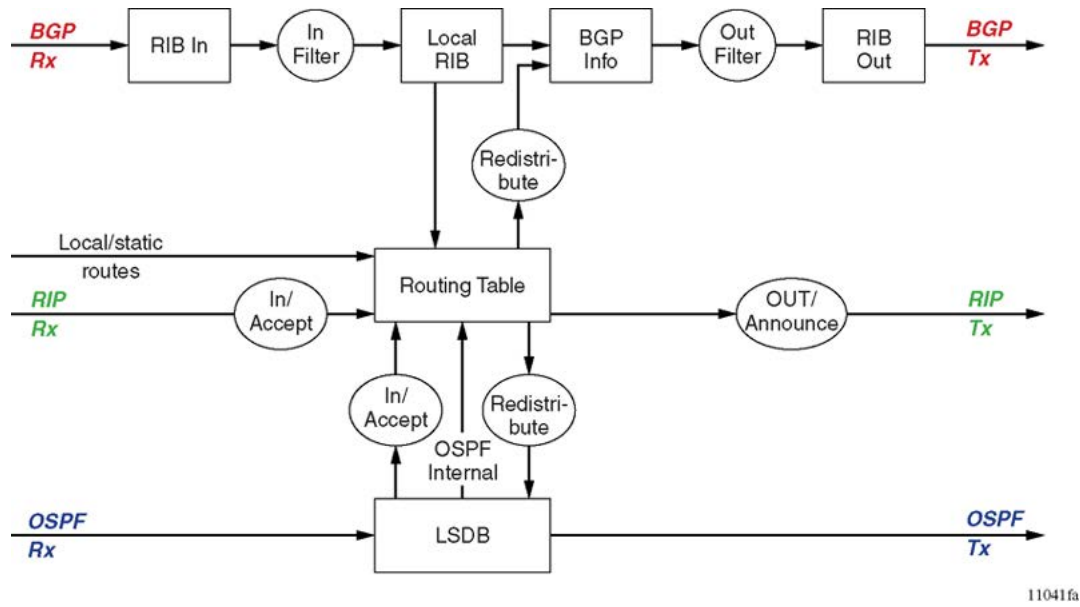 BGP
Rx
RIB In
In
Filter
Local
RIB
BGP
Info
Out
Filter
RIB
Out
BGP
Tx
Redistri-
bute
Local/static
routes
Routing Table
RIP
Rx
In/
Accept
OUT/
Announce
RIP
Tx
In/
Accept
Redistri-
bute
OSPF
Internal
OSPF
Rx
LSDB
OSPF
Tx
11041fa